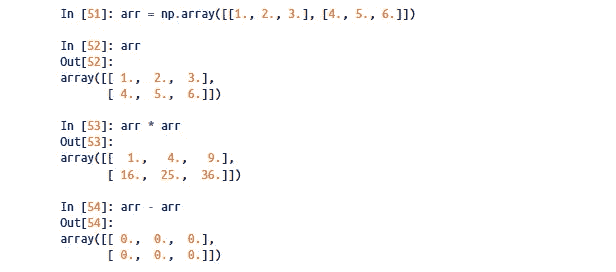 In [51]: arr = np.array([[1., 2., 3.], [4., 5., 6.]])
In [52]: arr
Out[52]:
array([[ 1.,  2.,  3.],
       [ 4.,  5.,  6.]])
In [53]: arr * arr
Out[53]:
array([[  1.,   4.,   9.],
       [ 16.,  25.,  36.]])
In [54]: arr - arr
Out[54]:
array([[ 0.,  0.,  0.],
       [ 0.,  0.,  0.]])